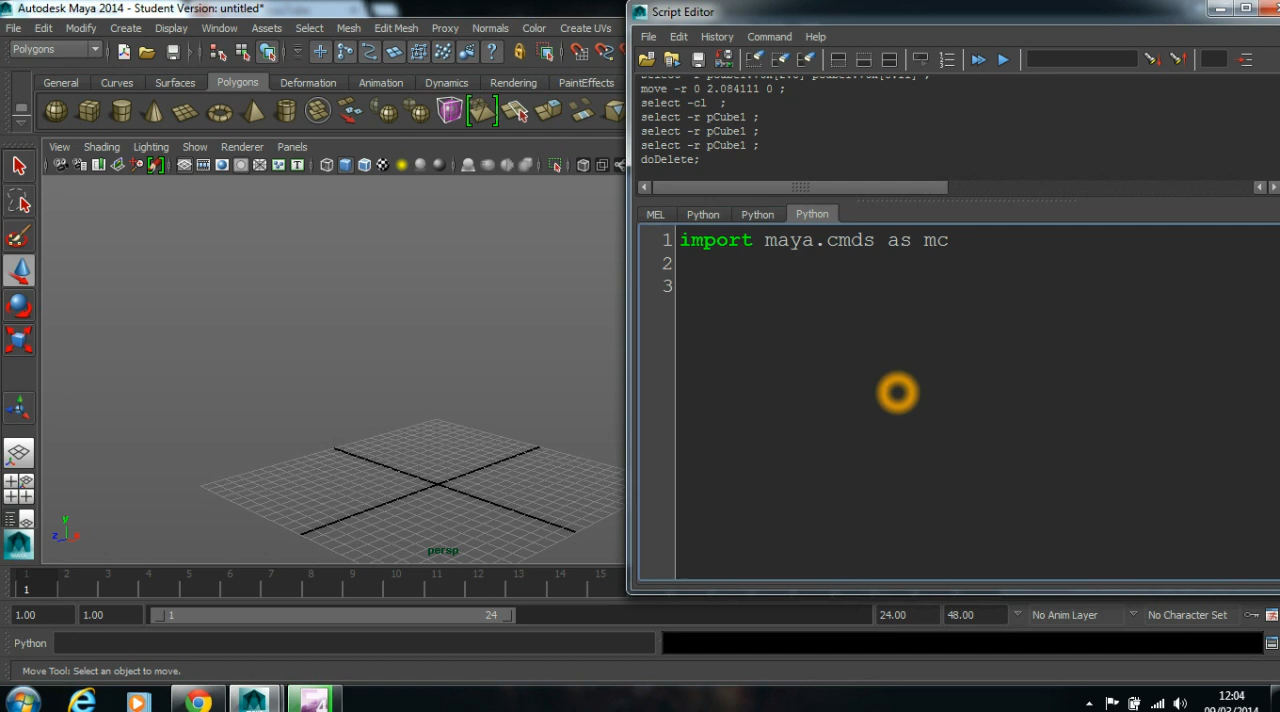 Autodesk Maya 2014 - Student Version: untitled*
File Edit Modify Create Display Window Assets Select Mesh Edit Mesh Proxy Normals Color Create UVs
Polygons
General Curves Surfaces Polygons Deformation Animation Dynamics Rendering PaintEffects
View Shading Lighting Show Renderer Panels
persp
y
z
Script Editor
File Edit History Command Help
move -r 0 2.084111 0 ;
select -cl ;
select -r pCube1 ;
select -r pCube1 ;
select -r pCube1 ;
doDelete;
MEL Python Python Python
1 import maya.cmds as mc
2
3
1 2 3 4 5 6 7 8 9 10 11 12 13 14 15
1
1.00 1.00 1 24 24.00 48.00 No Anim Layer No Character Set
Python
Move Tool: Select an object to move.
12:04
09/03/2014